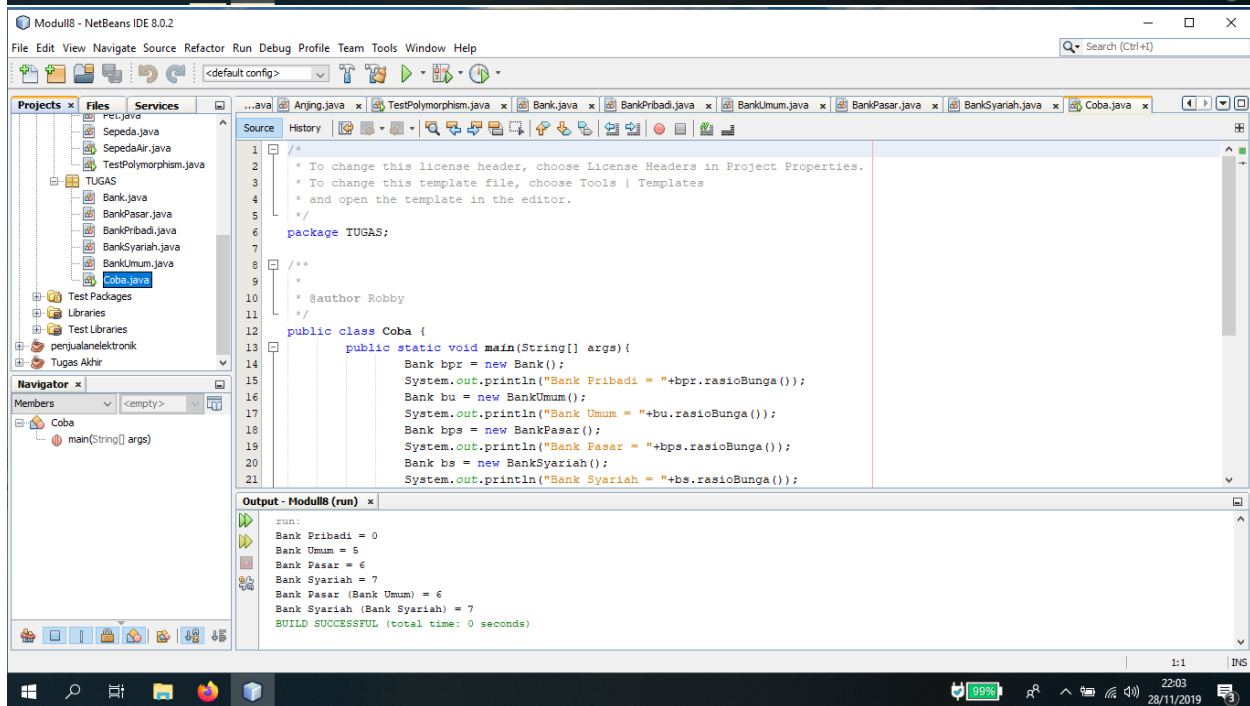 Modul8 - NetBeans IDE 8.0.2
File Edit View Navigate Source Refactor Run Debug Profile Team Tools Window Help
Search (Ctrl+I)
<default config>
Projects Files Services
...ava Anjing.java TestPolymorphism.java Bank.java BankPribadi.java BankUmum.java BankPasar.java BankSyariah.java Coba.java
Pet.java
Sepeda.java
SepedaAir.java
TestPolymorphism.java
TUGAS
Bank.java
BankPasar.java
BankPribadi.java
BankSyariah.java
BankUmum.java
Coba.java
Test Packages
Libraries
Test Libraries
penjualanelektronik
Tugas Akhir
Navigator
Members <empty>
Coba
main(String[] args)
Source History
1 /*
2 * To change this license header, choose License Headers in Project Properties.
3 * To change this template file, choose Tools | Templates
4 * and open the template in the editor.
5 */
6 package TUGAS;
7
8 /**
9 *
10 * @author Robby
11 */
12 public class Coba {
13 public static void main(String[] args){
14 Bank bpr = new Bank();
15 System.out.println("Bank Pribadi = "+bpr.rasioBunga());
16 Bank bu = new BankUmum();
17 System.out.println("Bank Umum = "+bu.rasioBunga());
18 Bank bps = new BankPasar();
19 System.out.println("Bank Pasar = "+bps.rasioBunga());
20 Bank bs = new BankSyariah();
21 System.out.println("Bank Syariah = "+bs.rasioBunga());
Output - Modul8 (run)
run:
Bank Pribadi = 0
Bank Umum = 5
Bank Pasar = 6
Bank Syariah = 7
Bank Pasar (Bank Umum) = 6
Bank Syariah (Bank Syariah) = 7
BUILD SUCCESSFUL (total time: 0 seconds)
1:1 INS
99%
22:03
28/11/2019
3